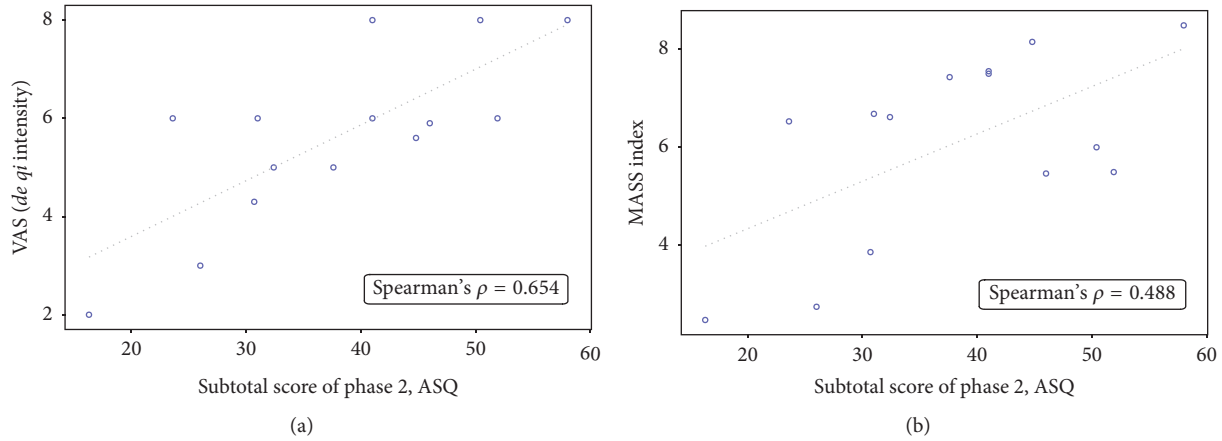 8
6
4
2
VAS (de qi intensity)
Spearman's ρ = 0.654
20 30 40 50 60
Subtotal score of phase 2, ASQ
(a)
8
6
4
MASS index
Spearman's ρ = 0.488
20 30 40 50 60
Subtotal score of phase 2, ASQ
(b)